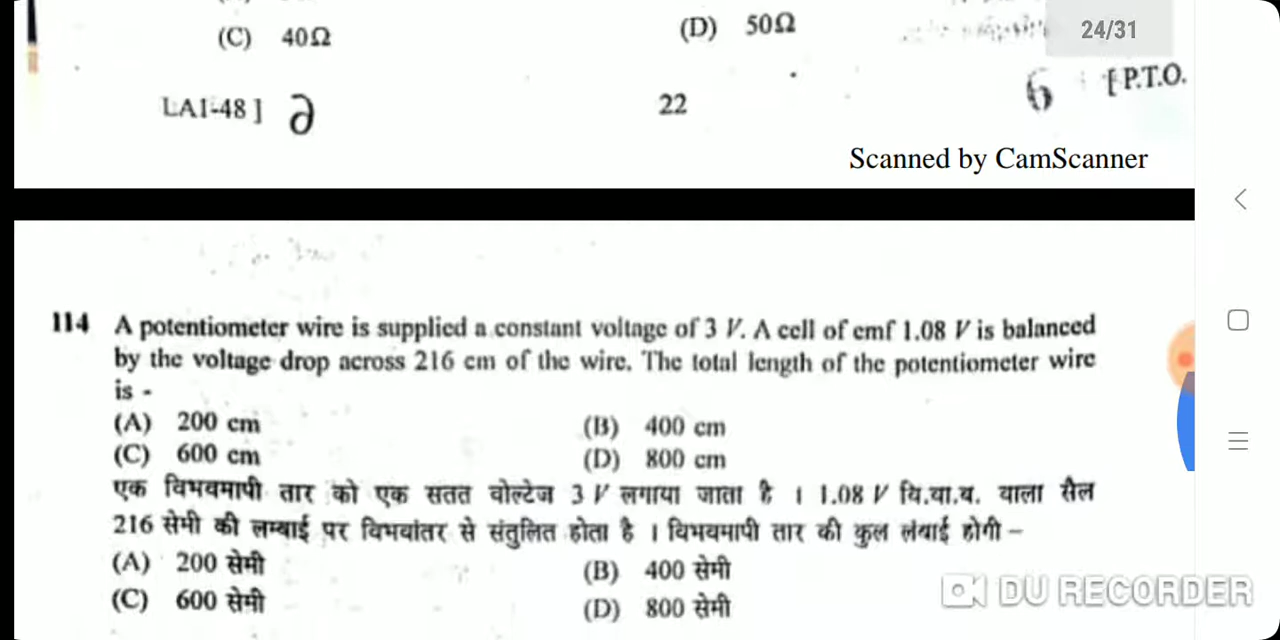 (C) 40Ω (D) 50Ω
24/31
LAI-48 ] ∂ 22 6 [ P.T.O.
Scanned by CamScanner
114 A potentiometer wire is supplied a constant voltage of 3 V. A cell of emf 1.08 V is balanced
by the voltage drop across 216 cm of the wire. The total length of the potentiometer wire
is -
(A) 200 cm (B) 400 cm
(C) 600 cm (D) 800 cm
एक विभवमापी तार को एक सतत वोल्टेज 3 V लगाया जाता है । 1.08 V वि.वा.ब. वाला सैल
216 सेमी की लम्बाई पर विभवांतर से संतुलित होता है । विभवमापी तार की कुल लंबाई होगी –
(A) 200 सेमी (B) 400 सेमी
(C) 600 सेमी (D) 800 सेमी
DU RECORDER